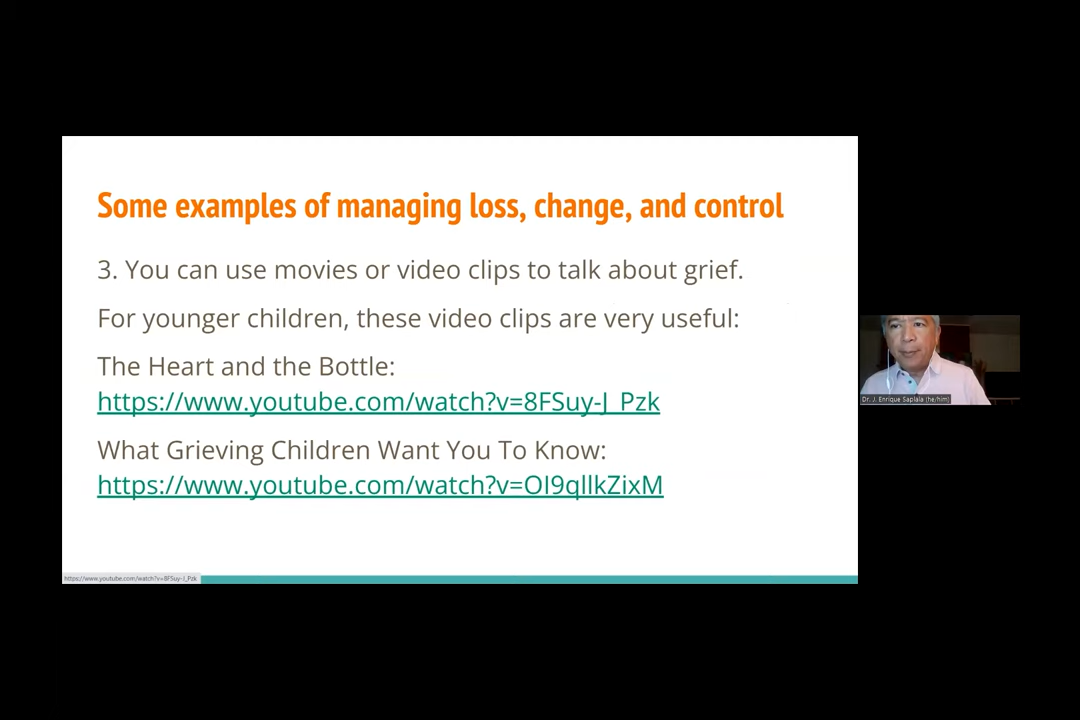 Some examples of managing loss, change, and control
3. You can use movies or video clips to talk about grief.
For younger children, these video clips are very useful:
The Heart and the Bottle:
https://www.youtube.com/watch?v=8FSuy-J_Pzk
What Grieving Children Want You To Know:
https://www.youtube.com/watch?v=OI9qllkZixM
https://www.youtube.com/watch?v=8FSuy-J_Pzk
Dr. J. Enrique Saplala (he/him)